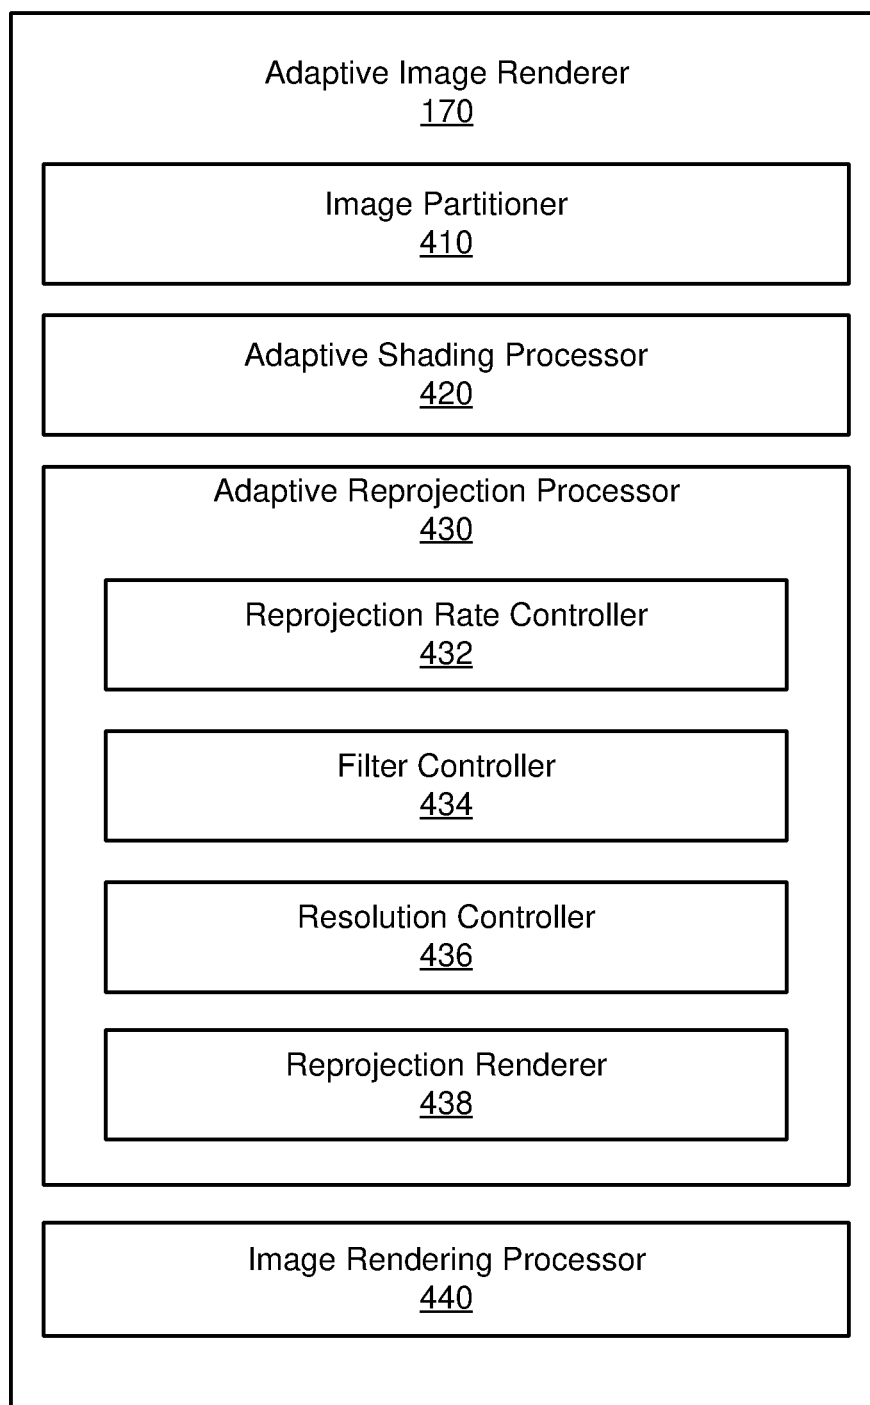 Adaptive Image Renderer
170
Image Partitioner
410
Adaptive Shading Processor
420
Adaptive Reprojection Processor
430
Reprojection Rate Controller
432
Filter Controller
434
Resolution Controller
436
Reprojection Renderer
438
Image Rendering Processor
440